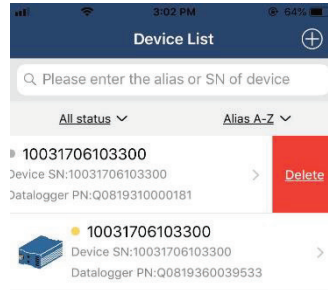 3:02 PM 64%
Device List
Please enter the alias or SN of device
All status Alias A-Z
10031706103300
Device SN:10031706103300 Delete
Datalogger PN:Q0819310000181
10031706103300
Device SN:10031706103300
Datalogger PN:Q0819360039533